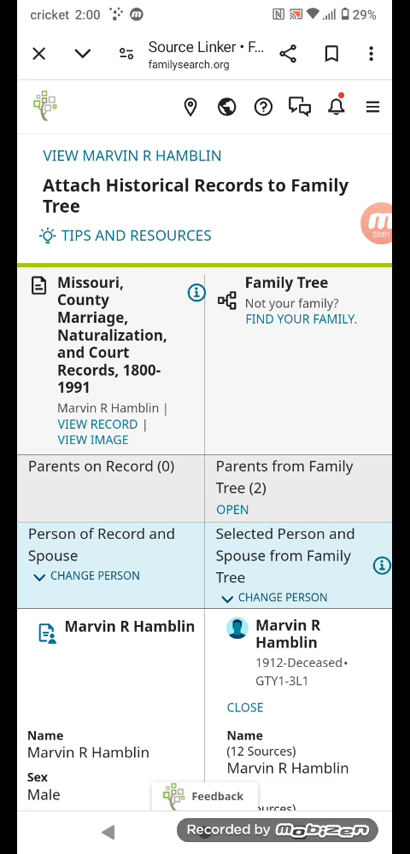 cricket 2:00
29%
Source Linker • F...
familysearch.org
VIEW MARVIN R HAMBLIN
Attach Historical Records to Family
Tree
TIPS AND RESOURCES
20:01
Missouri,
County
Marriage,
Naturalization,
and Court
Records, 1800-
1991
Marvin R Hamblin |
VIEW RECORD |
VIEW IMAGE
Family Tree
Not your family?
FIND YOUR FAMILY.
Parents on Record (0)
Parents from Family
Tree (2)
OPEN
Person of Record and
Spouse
CHANGE PERSON
Selected Person and
Spouse from Family
Tree
CHANGE PERSON
Marvin R Hamblin
Name
Marvin R Hamblin
Sex
Male
Marvin R
Hamblin
1912-Deceased•
GTY1-3L1
CLOSE
Name
(12 Sources)
Marvin R Hamblin
Feedback
Recorded by mobizen